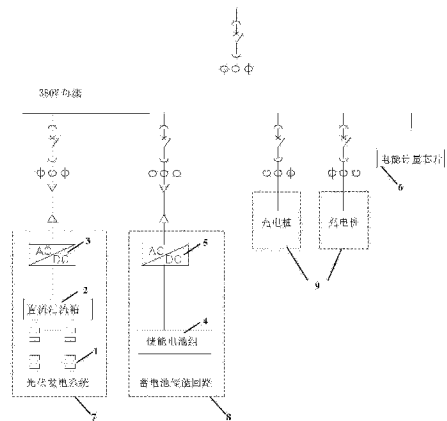 380V母线
电能计量芯片
6
充电桩
充电桩
AC
DC
3
AC
DC
5
9
2
直流汇流箱
4
储能电池组
1
光伏发电系统
蓄电池储能回路
7
8